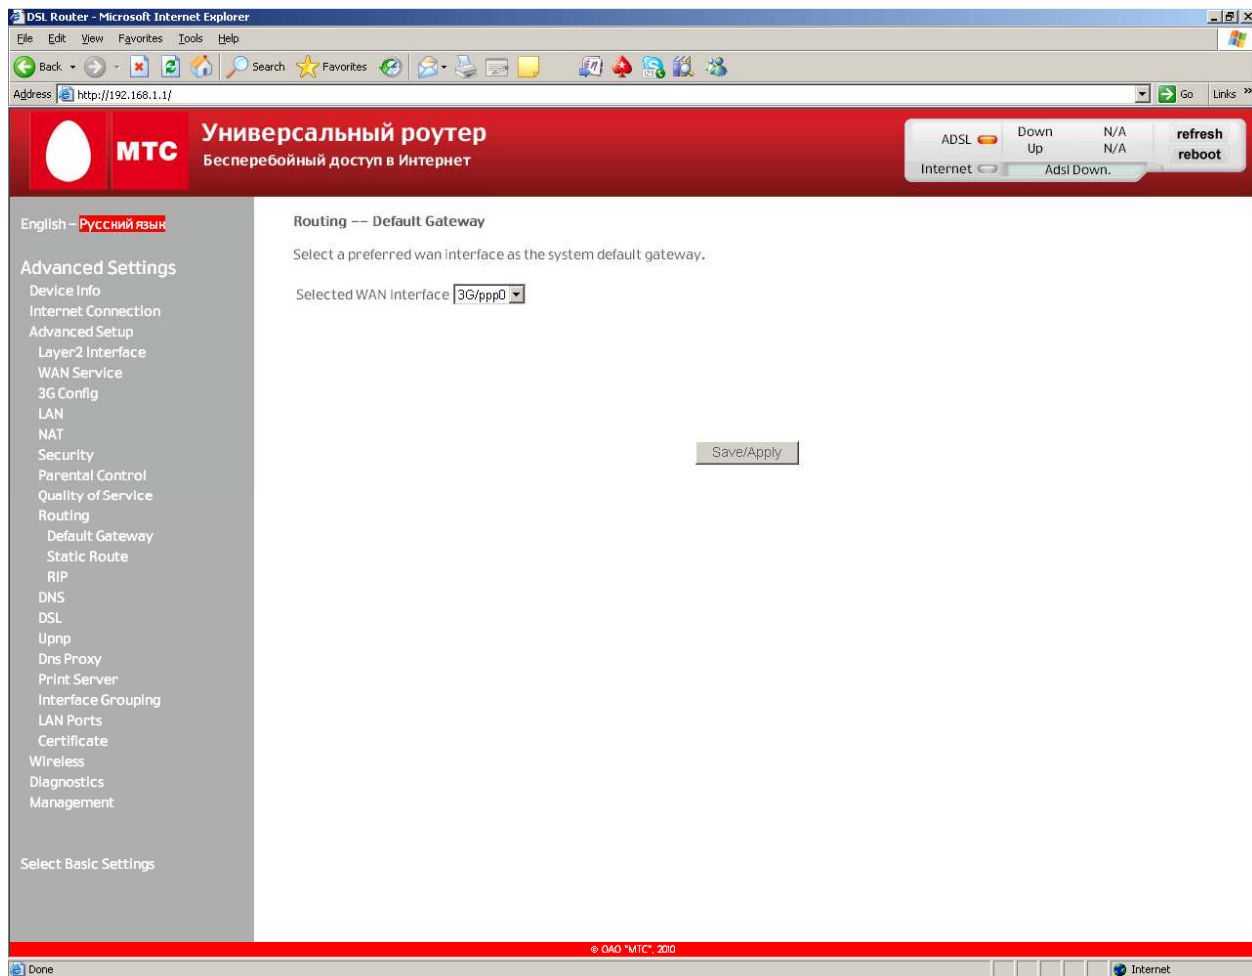 DSL Router - Microsoft Internet Explorer
File Edit View Favorites Tools Help
Back Search Favorites
Address http://192.168.1.1/ Go Links »
МТС
Универсальный роутер
Бесперебойный доступ в Интернет
ADSL Down N/A
Up N/A
Internet Adsl Down.
refresh
reboot
English – Русский язык
Advanced Settings
Device Info
Internet Connection
Advanced Setup
Layer2 Interface
WAN Service
3G Config
LAN
NAT
Security
Parental Control
Quality of Service
Routing
Default Gateway
Static Route
RIP
DNS
DSL
Upnp
Dns Proxy
Print Server
Interface Grouping
LAN Ports
Certificate
Wireless
Diagnostics
Management
Select Basic Settings
Routing -- Default Gateway
Select a preferred wan interface as the system default gateway.
Selected WAN Interface 3G/ppp0
Save/Apply
© ОАО "МТС", 2010
Done Internet